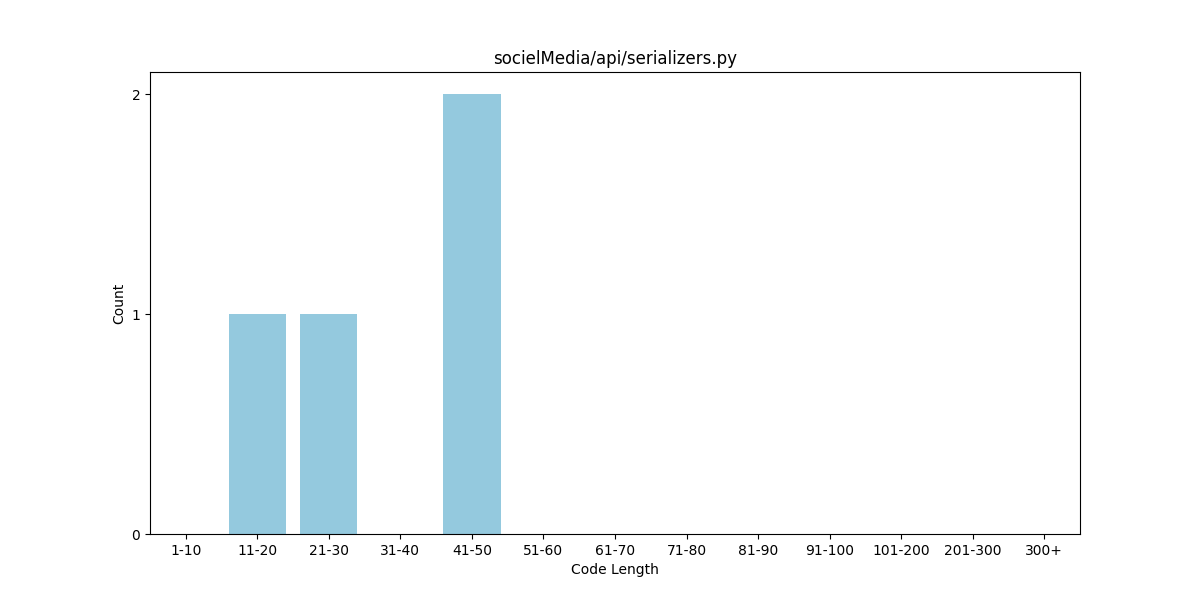 socielMedia/api/serializers.py
Count
2
1
0
1-10 11-20 21-30 31-40 41-50 51-60 61-70 71-80 81-90 91-100 101-200 201-300 300+
Code Length